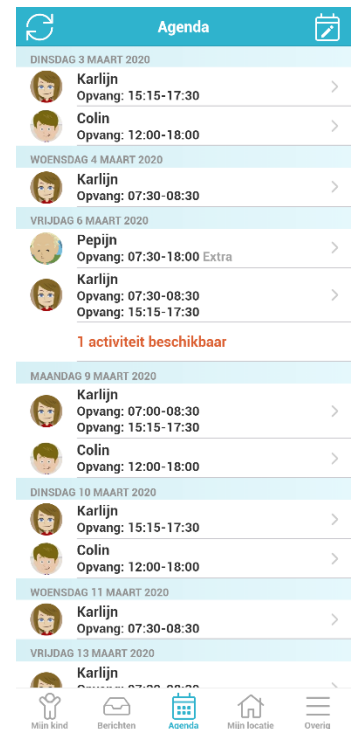 Agenda
DINSDAG 3 MAART 2020
Karlijn
Opvang: 15:15-17:30
Colin
Opvang: 12:00-18:00
WOENSDAG 4 MAART 2020
Karlijn
Opvang: 07:30-08:30
VRIJDAG 6 MAART 2020
Pepijn
Opvang: 07:30-18:00 Extra
Karlijn
Opvang: 07:30-08:30
Opvang: 15:15-17:30
1 activiteit beschikbaar
MAANDAG 9 MAART 2020
Karlijn
Opvang: 07:00-08:30
Opvang: 15:15-17:30
Colin
Opvang: 12:00-18:00
DINSDAG 10 MAART 2020
Karlijn
Opvang: 15:15-17:30
Colin
Opvang: 12:00-18:00
WOENSDAG 11 MAART 2020
Karlijn
Opvang: 07:30-08:30
VRIJDAG 13 MAART 2020
Karlijn
Mijn kind Berichten Agenda Mijn locatie Overig